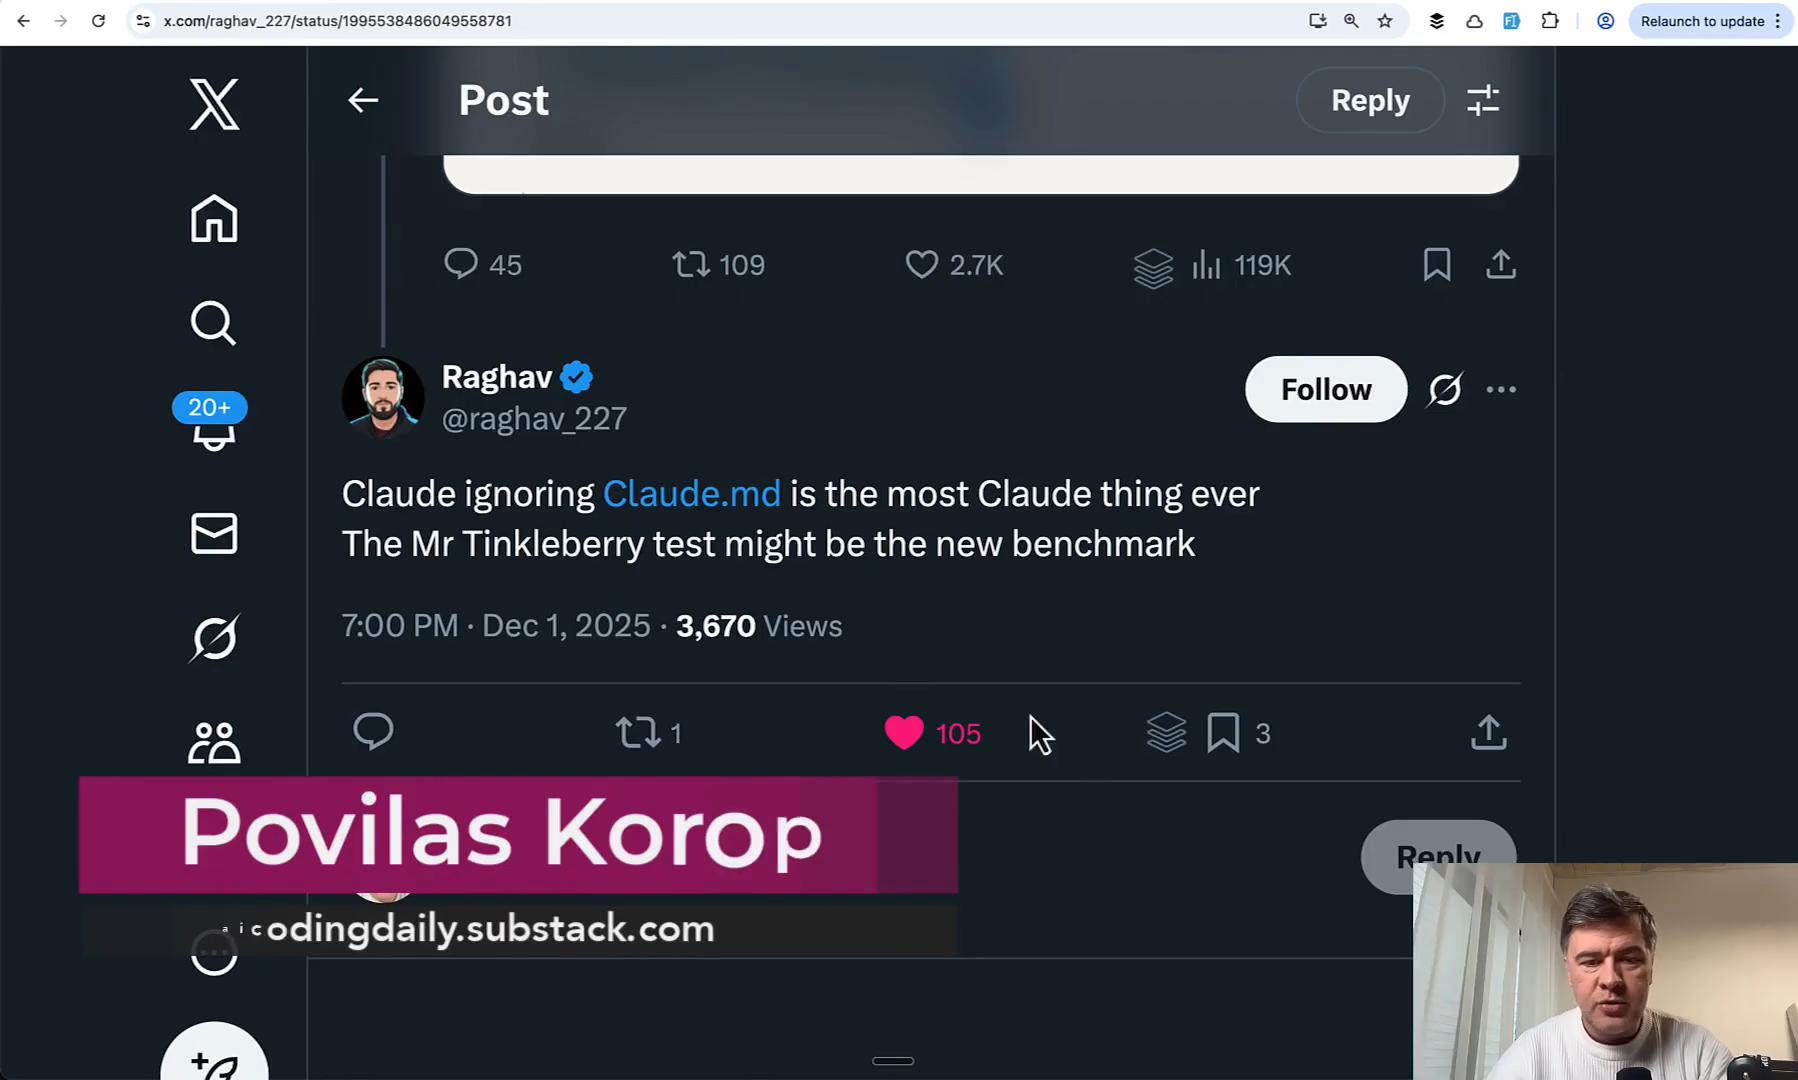 x.com/raghav_227/status/1995538486049558781
Relaunch to update
Post
Reply
45
109
2.7K
119K
Raghav
@raghav_227
Follow
20+
Claude ignoring Claude.md is the most Claude thing ever
The Mr Tinkleberry test might be the new benchmark
7:00 PM · Dec 1, 2025 · 3,670 Views
1
105
3
Povilas Korop
Reply
aicodingdaily.substack.com